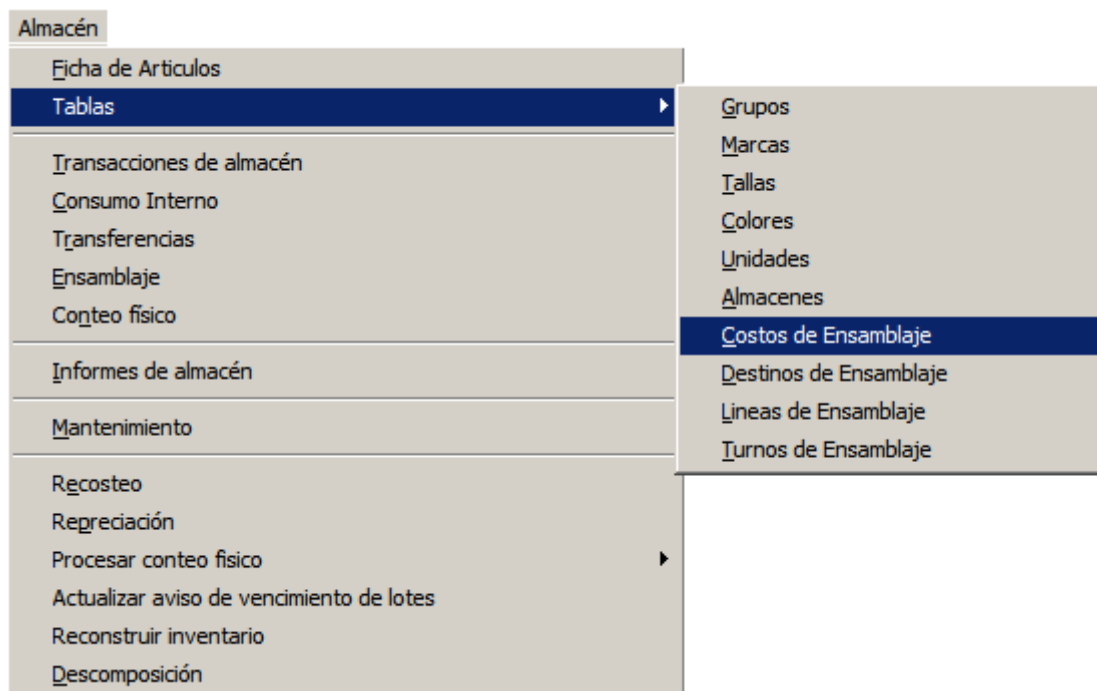 Almacén
Ficha de Articulos
Tablas
Transacciones de almacén
Consumo Interno
Transferencias
Ensamblaje
Conteo físico
Informes de almacén
Mantenimiento
Recosteo
Repreciación
Procesar conteo fisico
Actualizar aviso de vencimiento de lotes
Reconstruir inventario
Descomposición
Grupos
Marcas
Tallas
Colores
Unidades
Almacenes
Costos de Ensamblaje
Destinos de Ensamblaje
Lineas de Ensamblaje
Turnos de Ensamblaje